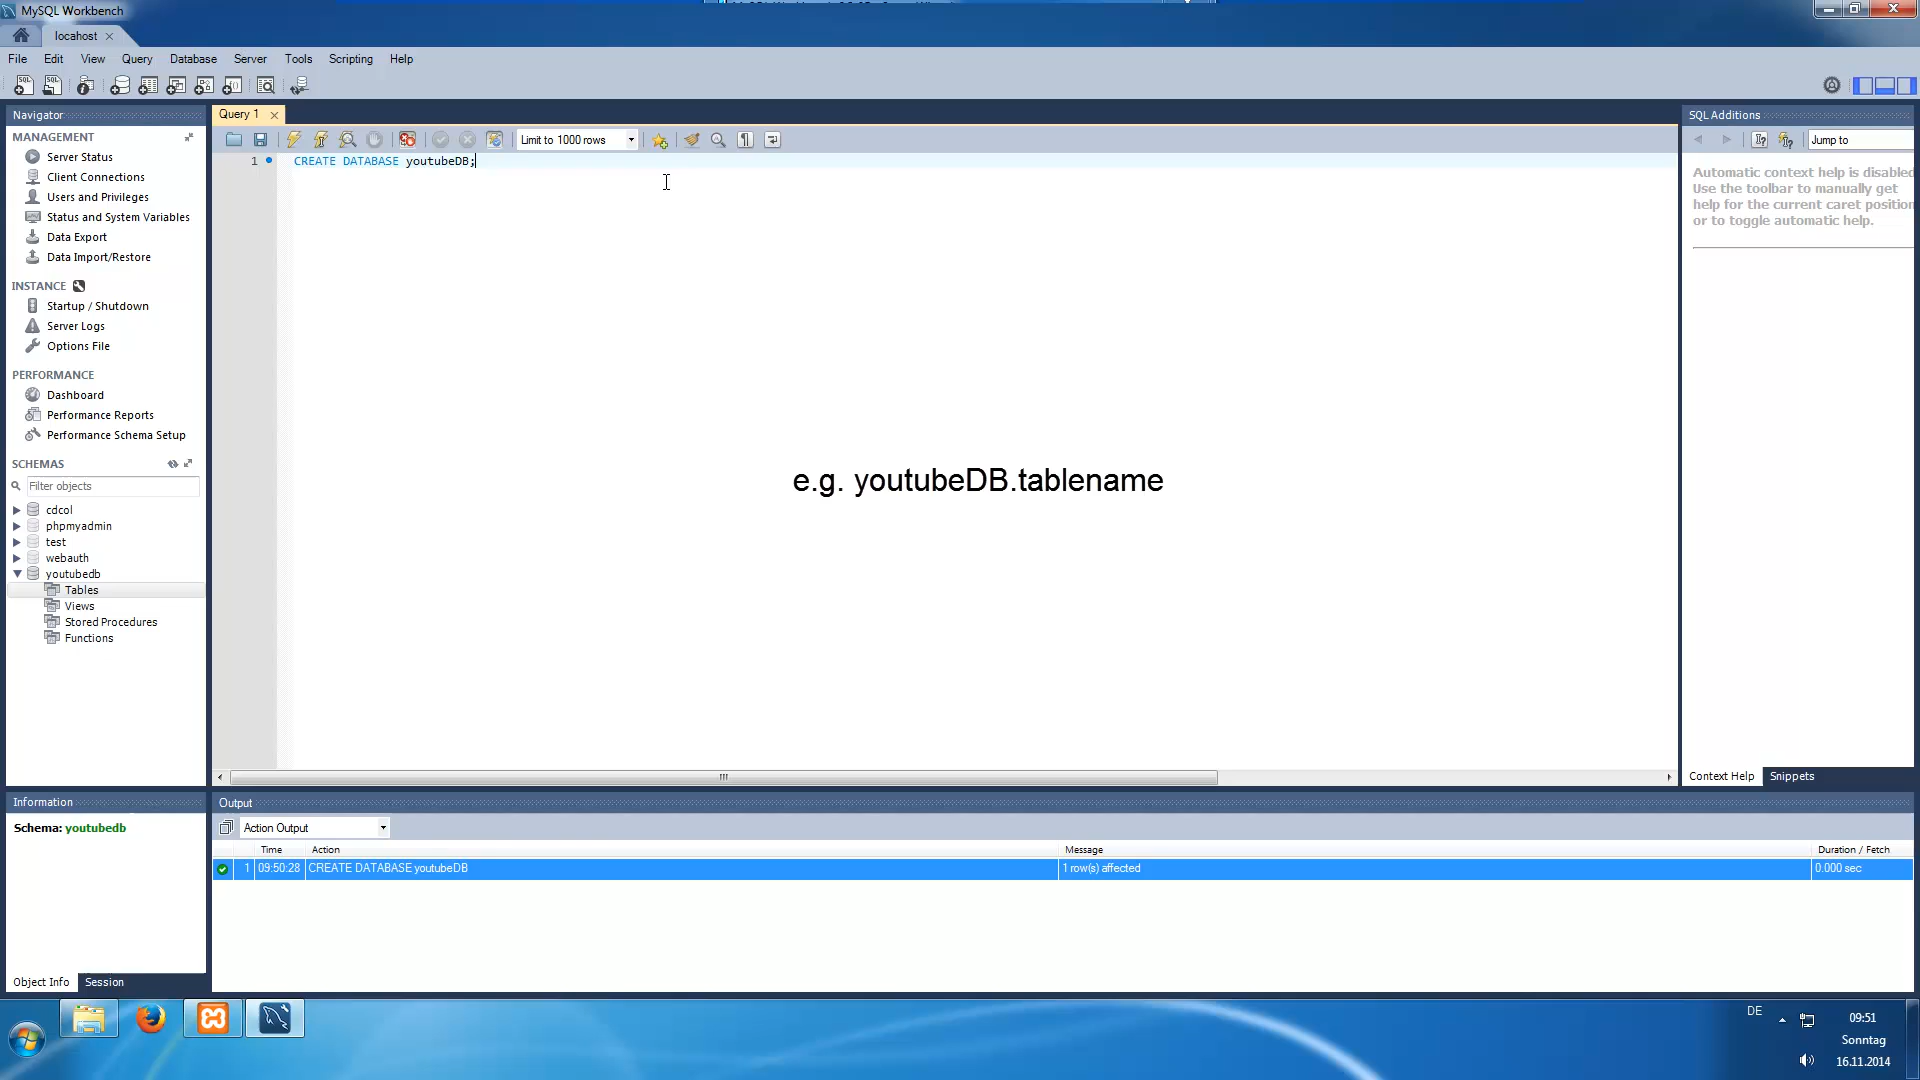 MySQL Workbench
locahost
File Edit View Query Database Server Tools Scripting Help
Navigator
MANAGEMENT
Server Status
Client Connections
Users and Privileges
Status and System Variables
Data Export
Data Import/Restore
INSTANCE
Startup / Shutdown
Server Logs
Options File
PERFORMANCE
Dashboard
Performance Reports
Performance Schema Setup
SCHEMAS
Filter objects
cdcol
phpmyadmin
test
webauth
youtubedb
Tables
Views
Stored Procedures
Functions
Information
Schema: youtubedb
Object Info Session
Query 1
Limit to 1000 rows
1 CREATE DATABASE youtubeDB;
e.g. youtubeDB.tablename
SQL Additions
Jump to
Automatic context help is disabled
Use the toolbar to manually get
help for the current caret position
or to toggle automatic help.
Context Help Snippets
Output
Action Output
Time Action Message Duration / Fetch
1 09:50:28 CREATE DATABASE youtubeDB 1 row(s) affected 0.000 sec
DE
09:51
Sonntag
16.11.2014